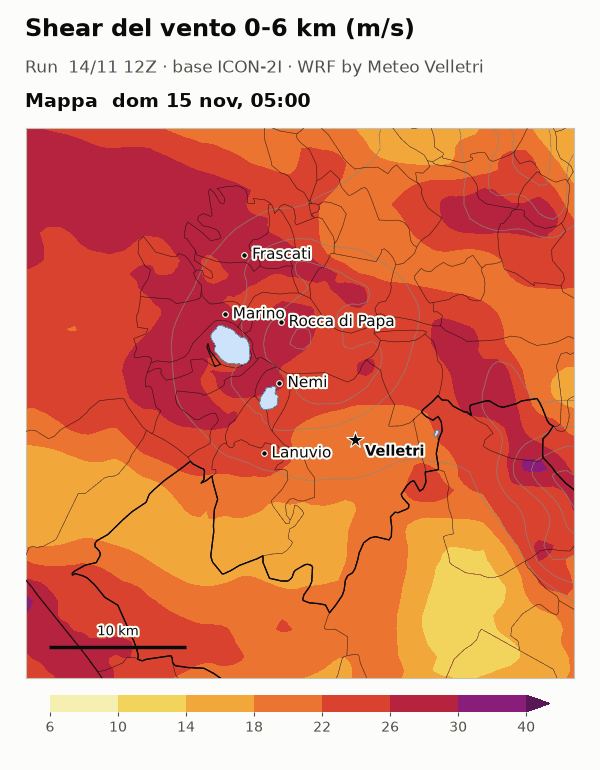 Shear del vento 0-6 km (m/s)
Run  14/11 12Z · base ICON-2I · WRF by Meteo Velletri
Mappa  dom 15 nov, 05:00
Frascati
Marino
Rocca di Papa
Nemi
Velletri
Lanuvio
10 km
6 10 14 18 22 26 30 40